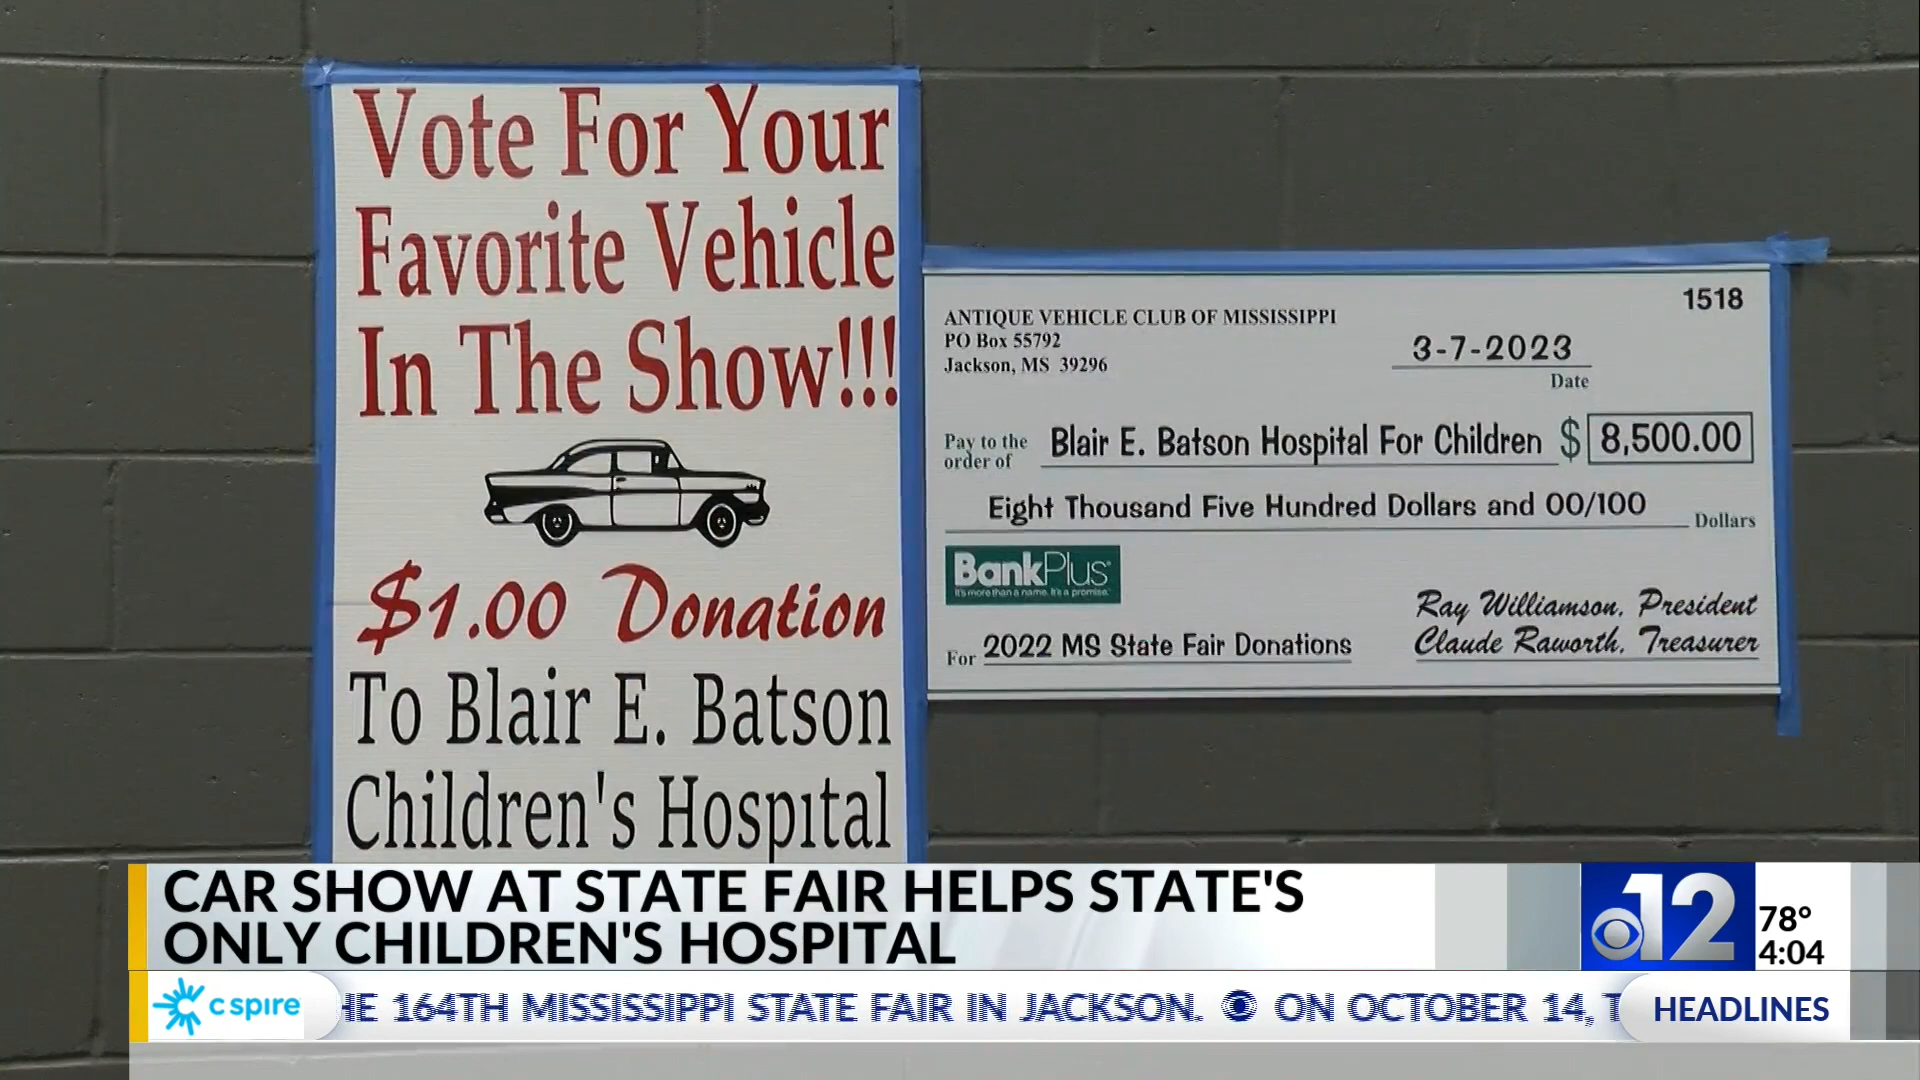 Vote For Your
Favorite Vehicle
In The Show!!!
$1.00 Donation
To Blair E. Batson
Children's Hospital
1518
ANTIQUE VEHICLE CLUB OF MISSISSIPPI
PO Box 55792
Jackson, MS 39296
3-7-2023
Date
Pay to the
order of
Blair E. Batson Hospital For Children $ 8,500.00
Eight Thousand Five Hundred Dollars and 00/100
Dollars
BankPlus
It's more than a name. It's a promise.
Ray Williamson, President
Claude Raworth, Treasurer
For 2022 MS State Fair Donations
CAR SHOW AT STATE FAIR HELPS STATE'S
ONLY CHILDREN'S HOSPITAL
12
78°
4:04
c spire
HE 164TH MISSISSIPPI STATE FAIR IN JACKSON. ON OCTOBER 14, T
HEADLINES